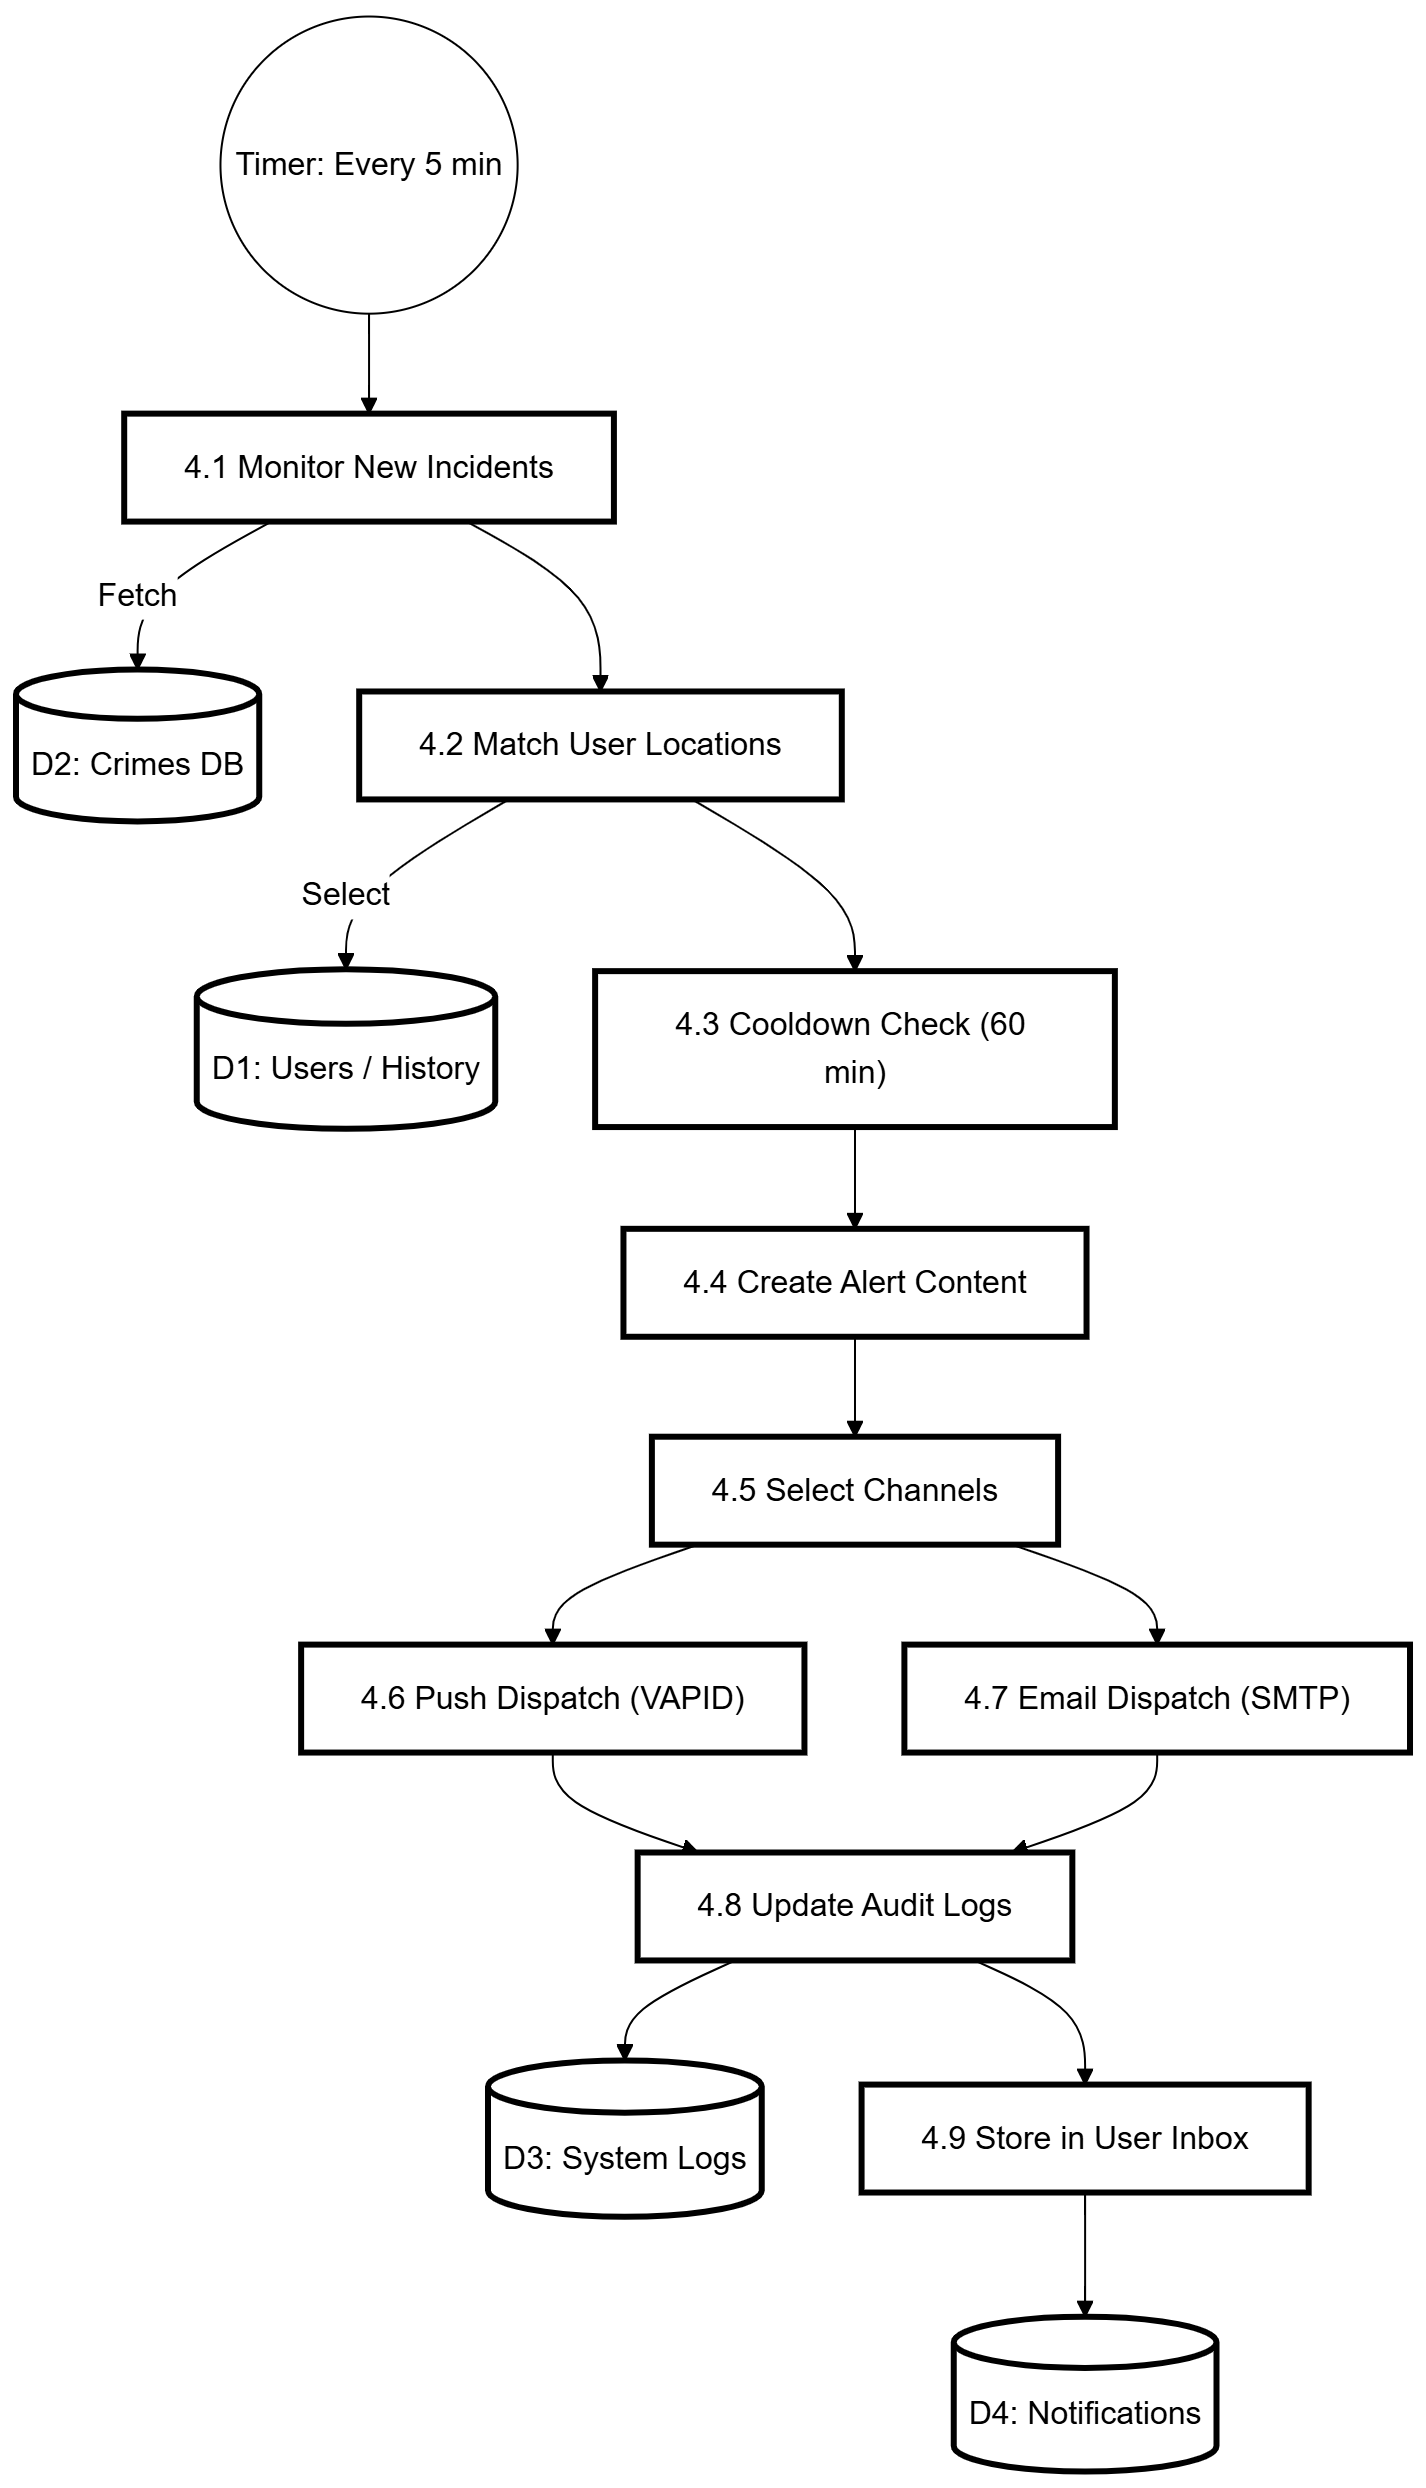 Timer: Every 5 min
4.1 Monitor New Incidents
Fetch
D2: Crimes DB
4.2 Match User Locations
Select
D1: Users / History
4.3 Cooldown Check (60
min)
4.4 Create Alert Content
4.5 Select Channels
4.6 Push Dispatch (VAPID)
4.7 Email Dispatch (SMTP)
4.8 Update Audit Logs
D3: System Logs
4.9 Store in User Inbox
D4: Notifications